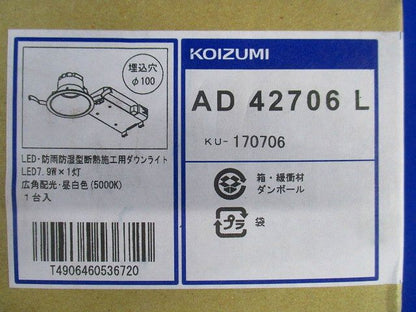 埋込穴
φ100
LED・防雨防湿型断熱施工用ダウンライト
LED7.9W×1灯
広角配光・昼白色(5000K)
1台入
T4906460536720
KOIZUMI
AD 42706 L
KU-170706
箱・緩衝材
ダンボール
プラ
袋